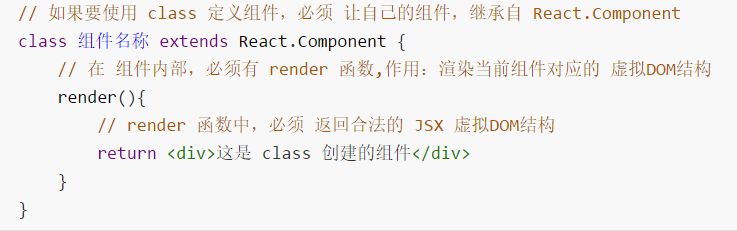 // 如果要使用 class 定义组件，必须 让自己的组件，继承自 React.Component
class 组件名称 extends React.Component {
    // 在 组件内部，必须有 render 函数,作用：渲染当前组件对应的 虚拟DOM结构
    render(){
        // render 函数中，必须 返回合法的 JSX 虚拟DOM结构
        return <div>这是 class 创建的组件</div>
    }
}